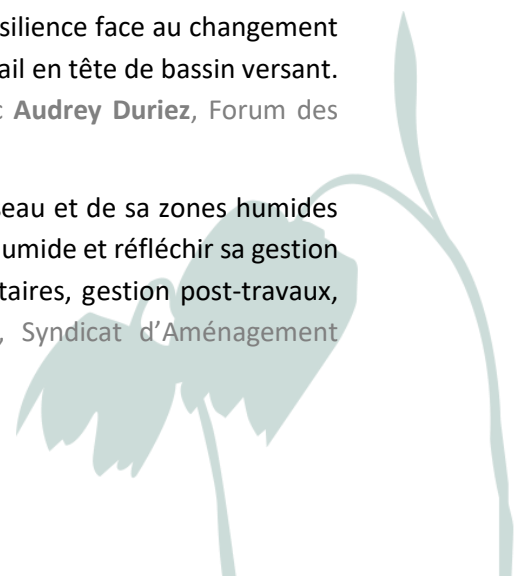 silience face au changement
ail en tête de bassin versant.
c Audrey Duriez, Forum des
eau et de sa zones humides
umide et réfléchir sa gestion
taires, gestion post-travaux,
, Syndicat d’Aménagement